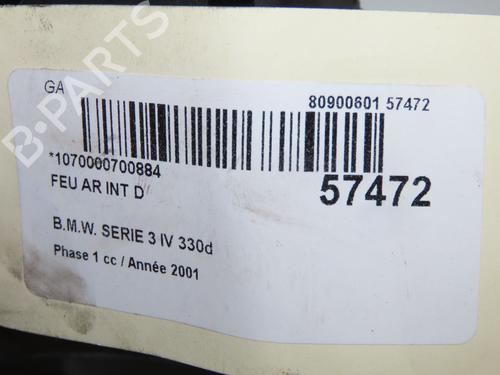 GA
80900601 57472
*1070000700884
57472
FEU AR INT D
B.M.W. SERIE 3 IV 330d
Phase 1 cc / Année 2001
B-PARTS